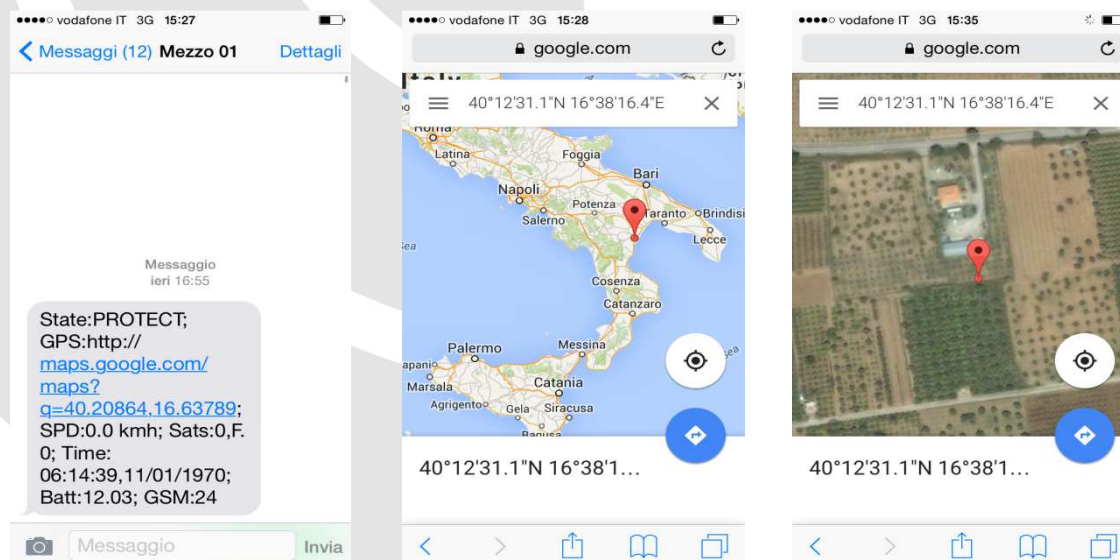 vodafone IT 3G 15:27
Messaggi (12) Mezzo 01 Dettagli
Messaggio
ieri 16:55
State:PROTECT;
GPS:http://
maps.google.com/
maps?
q=40.20864,16.63789;
SPD:0.0 kmh; Sats:0,F.
0; Time:
06:14:39,11/01/1970;
Batt:12.03; GSM:24
Messaggio Invia
vodafone IT 3G 15:28
google.com
40°12'31.1"N 16°38'16.4"E
Italy
Roma
Latina
Foggia
Bari
Napoli
Potenza
Taranto
Brindisi
Salerno
Lecce
Sea
Cosenza
Catanzaro
Palermo
Messina
Sea
apani
Marsala
Catania
Agrigento
Gela
Siracusa
Ragusa
40°12'31.1"N 16°38'1...
vodafone IT 3G 15:35
google.com
40°12'31.1"N 16°38'16.4"E
40°12'31.1"N 16°38'1...